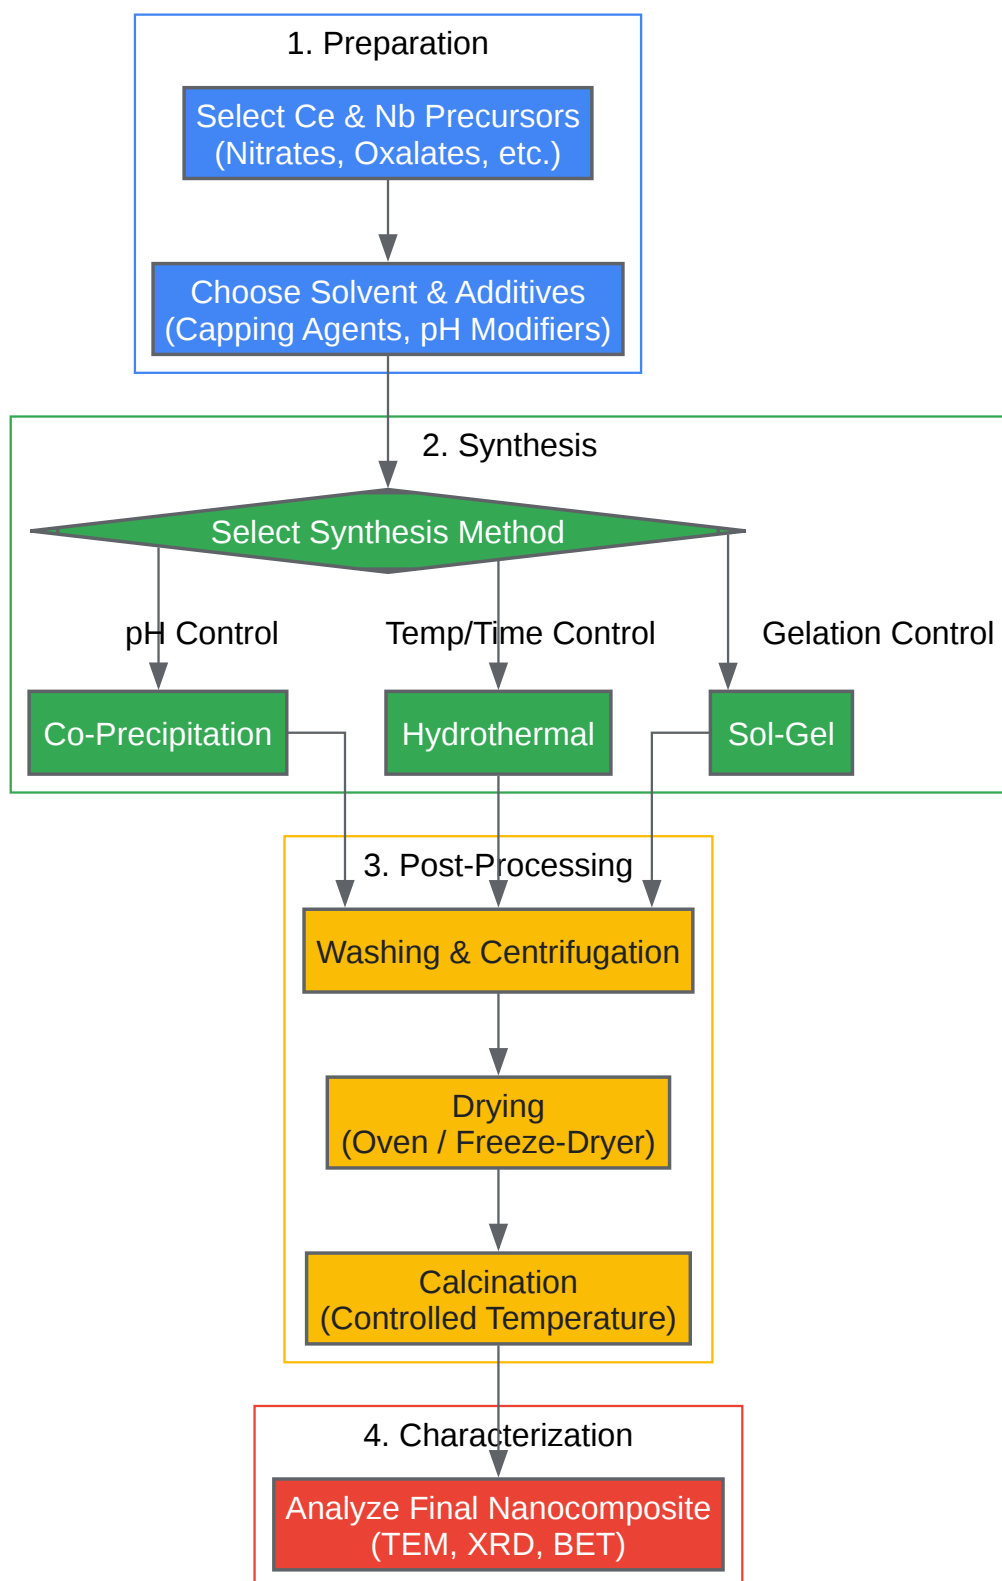 1. Preparation
Select Ce & Nb Precursors
(Nitrates, Oxalates, etc.)
Choose Solvent & Additives
(Capping Agents, pH Modifiers)
2. Synthesis
Select Synthesis Method
pH Control
Temp/Time Control
Gelation Control
Co-Precipitation
Hydrothermal
Sol-Gel
3. Post-Processing
Washing & Centrifugation
Drying
(Oven / Freeze-Dryer)
Calcination
(Controlled Temperature)
4. Characterization
Analyze Final Nanocomposite
(TEM, XRD, BET)